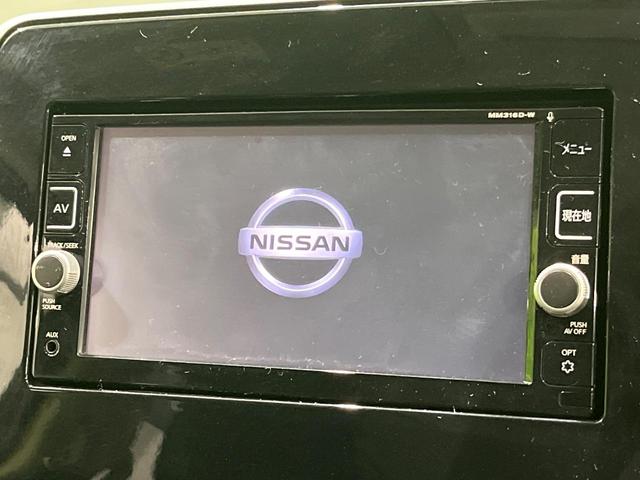 MM316D-W
OPEN
AV
TRACK/SEEK
PUSH
SOURCE
AUX
NISSAN
メニュー
現在地
音量
PUSH
AV OFF
OPT